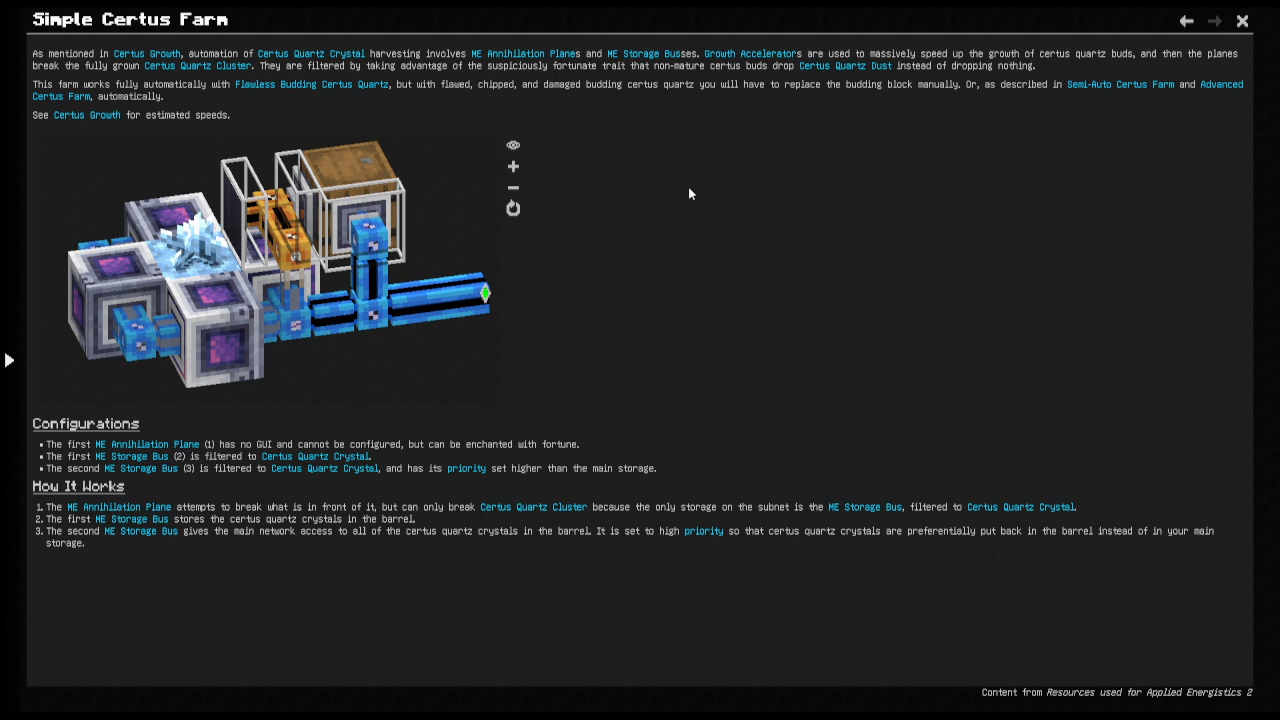 Simple Certus Farm
As mentioned in Certus Growth, automation of Certus Quartz Crystal harvesting involves ME Annihilation Planes and ME Storage Busses. Growth Accelerators are used to massively speed up the growth of certus quartz buds, and then the planes
break the fully grown Certus Quartz Cluster. They are filtered by taking advantage of the suspiciously fortunate trait that non-mature certus buds drop Certus Quartz Dust instead of dropping nothing.
This farm works fully automatically with Flawless Budding Certus Quartz, but with flawed, chipped, and damaged budding certus quartz you will have to replace the budding block manually. Or, as described in Semi-Auto Certus Farm and Advanced
Certus Farm, automatically.
See Certus Growth for estimated speeds.
Configurations
▪ The first ME Annihilation Plane (1) has no GUI and cannot be configured, but can be enchanted with fortune.
▪ The first ME Storage Bus (2) is filtered to Certus Quartz Crystal.
▪ The second ME Storage Bus (3) is filtered to Certus Quartz Crystal, and has its priority set higher than the main storage.
How It Works
1. The ME Annihilation Plane attempts to break what is in front of it, but can only break Certus Quartz Cluster because the only storage on the subnet is the ME Storage Bus, filtered to Certus Quartz Crystal.
2. The first ME Storage Bus stores the certus quartz crystals in the barrel.
3. The second ME Storage Bus gives the main network access to all of the certus quartz crystals in the barrel. It is set to high priority so that certus quartz crystals are preferentially put back in the barrel instead of in your main
storage.
Content from Resources used for Applied Energistics 2